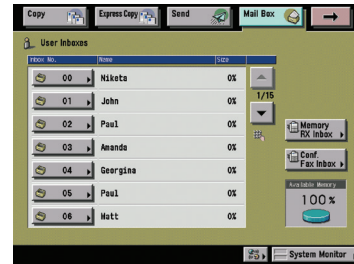 Copy Express Copy Send Mail Box
User Inboxes
Inbox No. Name Size
00 Niketa 0%
01 John 0%
02 Paul 0%
03 Amanda 0%
04 Georgina 0%
05 Paul 0%
06 Matt 0%
1/15
Memory
RX Inbox
Conf.
Fax Inbox
Available Memory
100%
System Monitor